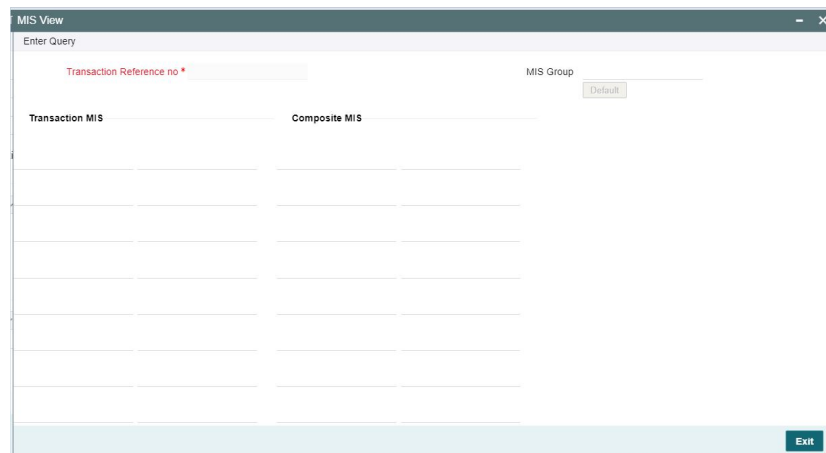 MIS View
Enter Query
Transaction Reference no *
MIS Group
Default
Transaction MIS
Composite MIS
Exit